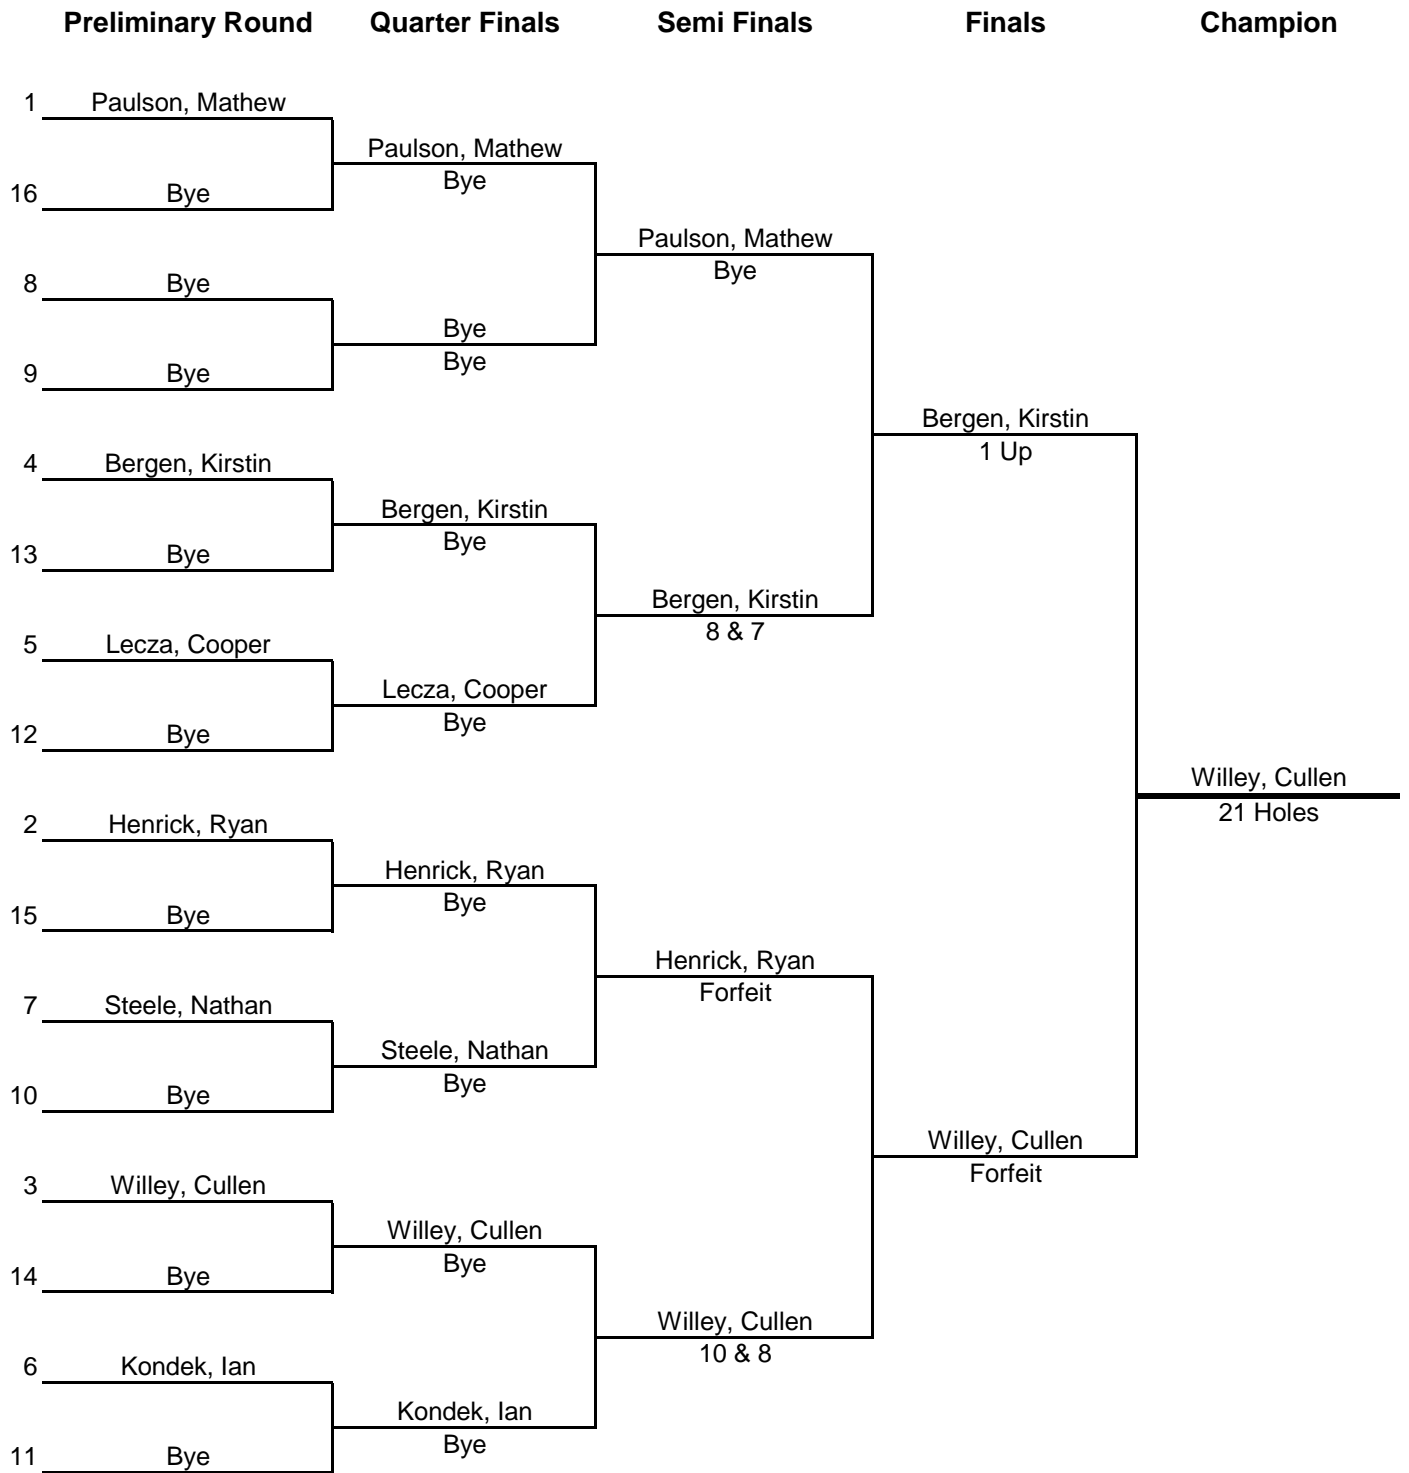 Preliminary Round Quarter Finals Semi Finals Finals Champion
1 Paulson, Mathew
Paulson, Mathew
Bye
16 Bye
Paulson, Mathew
Bye
8 Bye
Bye
Bye
9 Bye
Bergen, Kirstin
1 Up
4 Bergen, Kirstin
Bergen, Kirstin
Bye
13 Bye
Bergen, Kirstin
8 & 7
5 Lecza, Cooper
Lecza, Cooper
Bye
12 Bye
Willey, Cullen
21 Holes
2 Henrick, Ryan
Henrick, Ryan
Bye
15 Bye
Henrick, Ryan
Forfeit
7 Steele, Nathan
Steele, Nathan
Bye
10 Bye
Willey, Cullen
Forfeit
3 Willey, Cullen
Willey, Cullen
Bye
14 Bye
Willey, Cullen
10 & 8
6 Kondek, Ian
Kondek, Ian
Bye
11 Bye